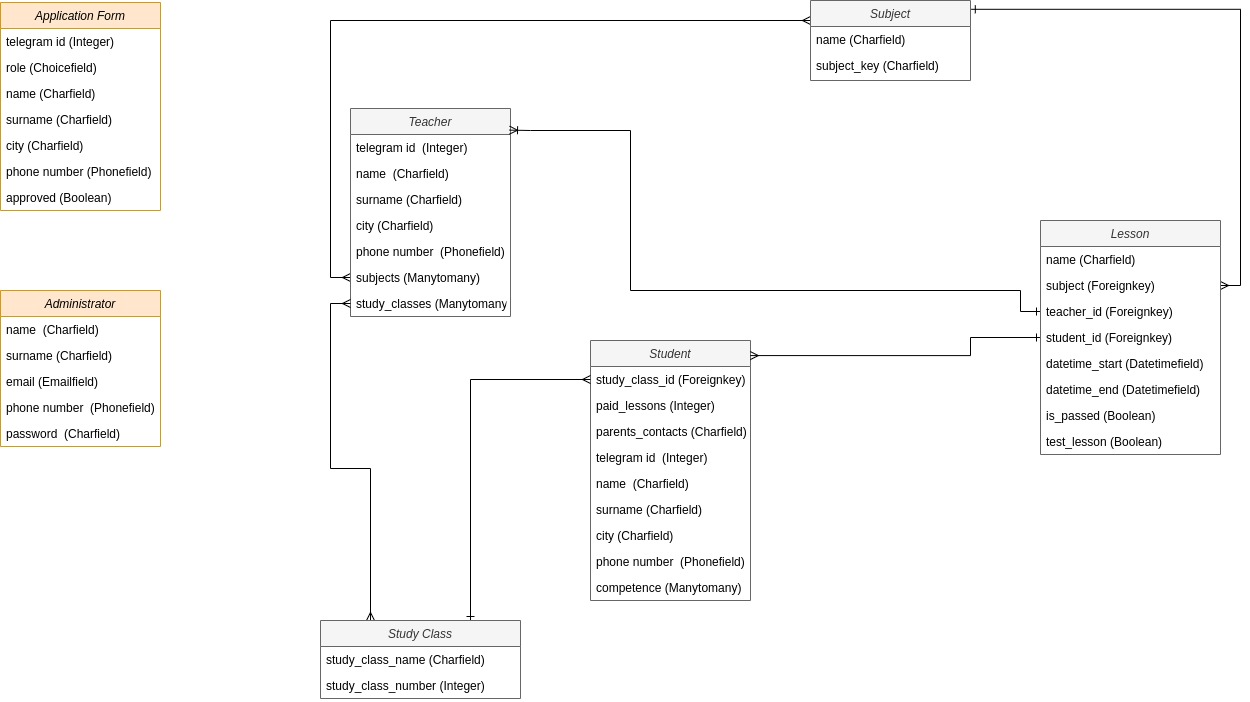 Application Form
telegram id (Integer)
role (Choicefield)
name (Charfield)
surname (Charfield)
city (Charfield)
phone number (Phonefield)
approved (Boolean)
Administrator
name (Charfield)
surname (Charfield)
email (Emailfield)
phone number (Phonefield)
password (Charfield)
Teacher
telegram id (Integer)
name (Charfield)
surname (Charfield)
city (Charfield)
phone number (Phonefield)
subjects (Manytomany)
study_classes (Manytomany
Study Class
study_class_name (Charfield)
study_class_number (Integer)
Student
study_class_id (Foreignkey)
paid_lessons (Integer)
parents_contacts (Charfield)
telegram id (Integer)
name (Charfield)
surname (Charfield)
city (Charfield)
phone number (Phonefield)
competence (Manytomany)
Subject
name (Charfield)
subject_key (Charfield)
Lesson
name (Charfield)
subject (Foreignkey)
teacher_id (Foreignkey)
student_id (Foreignkey)
datetime_start (Datetimefield)
datetime_end (Datetimefield)
is_passed (Boolean)
test_lesson (Boolean)